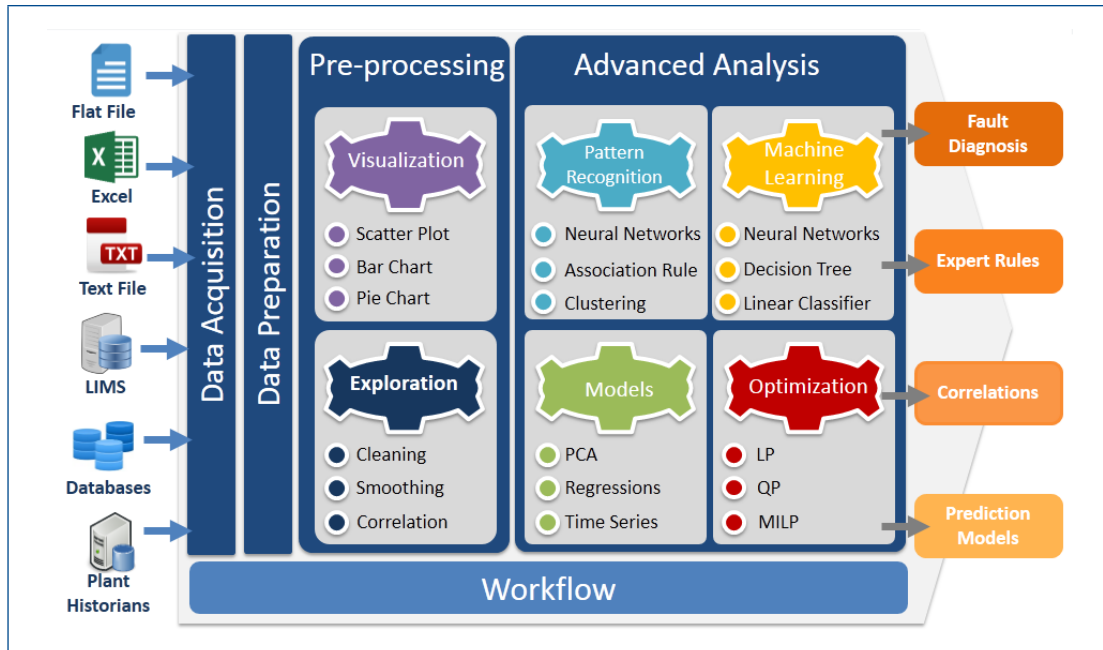 Flat File
X
Excel
TXT
Text File
LIMS
Databases
Plant
Historians
Data Acquisition
Data Preparation
Pre-processing
Visualization
Scatter Plot
Bar Chart
Pie Chart
Exploration
Cleaning
Smoothing
Correlation
Advanced Analysis
Pattern
Recognition
Neural Networks
Association Rule
Clustering
Machine
Learning
Neural Networks
Decision Tree
Linear Classifier
Models
PCA
Regressions
Time Series
Optimization
LP
QP
MILP
Workflow
Fault
Diagnosis
Expert Rules
Correlations
Prediction
Models